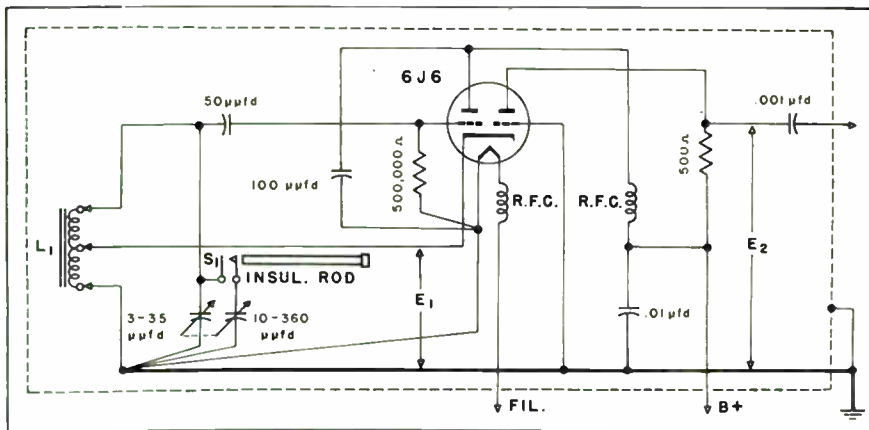 6J6
50μμfd
.001μfd
100 μμfd
500,000Ω
500Ω
R.F.C.
R.F.C.
L1
S1
INSUL. ROD
E1
E2
3-35
μμfd
10-360
μμfd
.01μfd
FIL.
B+